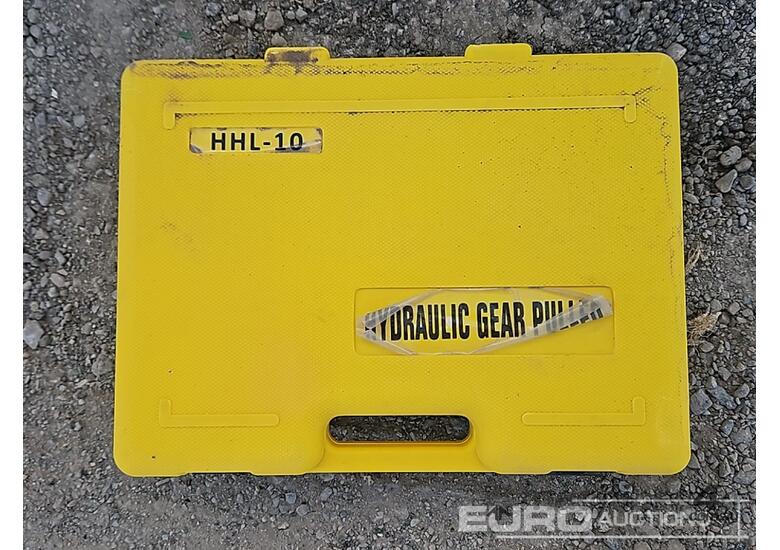 HHL-10
HYDRAULIC GEAR PULLER
EURO AUCTIONS